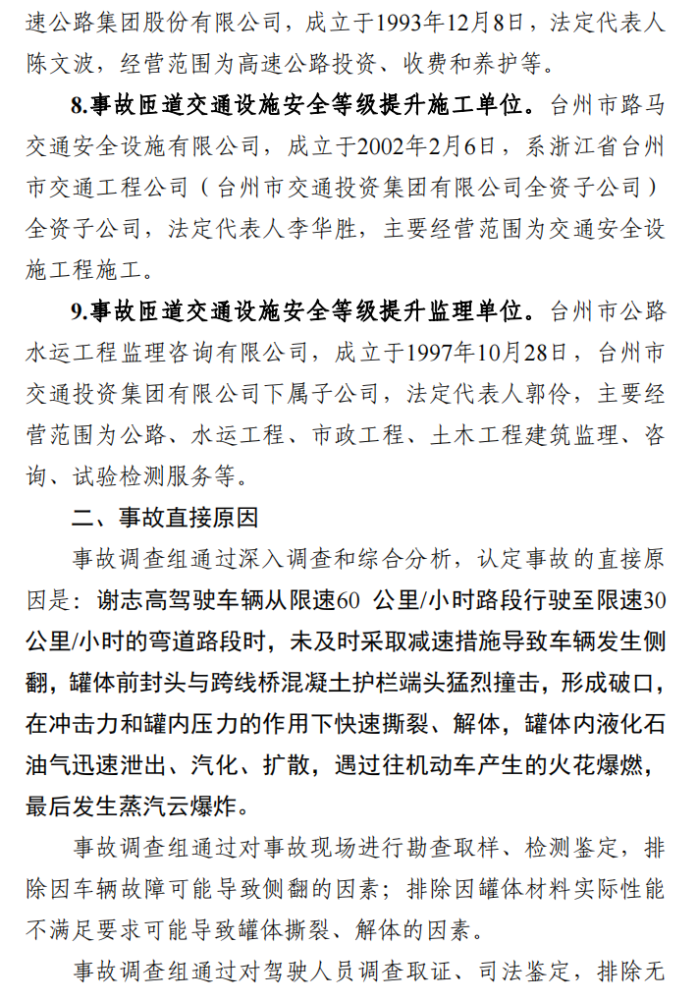 速公路集团股份有限公司，成立于1993年12月8日，法定代表人
陈文波，经营范围为高速公路投资、收费和养护等。
8.事故匝道交通设施安全等级提升施工单位。台州市路马
交通安全设施有限公司，成立于2002年2月6日，系浙江省台州
市交通工程公司（台州市交通投资集团有限公司全资子公司）
全资子公司，法定代表人李华胜，主要经营范围为交通安全设
施工程施工。
9.事故匝道交通设施安全等级提升监理单位。台州市公路
水运工程监理咨询有限公司，成立于1997年10月28日，台州市
交通投资集团有限公司下属子公司，法定代表人郭伶，主要经
营范围为公路、水运工程、市政工程、土木工程建筑监理、咨
询、试验检测服务等。
二、事故直接原因
事故调查组通过深入调查和综合分析，认定事故的直接原
因是：谢志高驾驶车辆从限速60 公里/小时路段行驶至限速30
公里/小时的弯道路段时，未及时采取减速措施导致车辆发生侧
翻，罐体前封头与跨线桥混凝土护栏端头猛烈撞击，形成破口，
在冲击力和罐内压力的作用下快速撕裂、解体，罐体内液化石
油气迅速泄出、汽化、扩散，遇过往机动车产生的火花爆燃，
最后发生蒸汽云爆炸。
事故调查组通过对事故现场进行勘查取样、检测鉴定，排
除因车辆故障可能导致侧翻的因素；排除因罐体材料实际性能
不满足要求可能导致罐体撕裂、解体的因素。
事故调查组通过对驾驶人员调查取证、司法鉴定，排除无